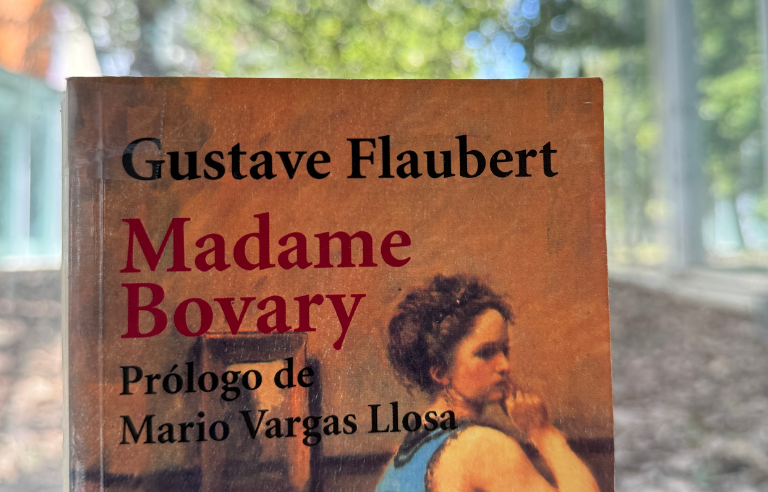 Gustave Flaubert
Madame
Bovary
Prólogo de
Mario Vargas Llosa